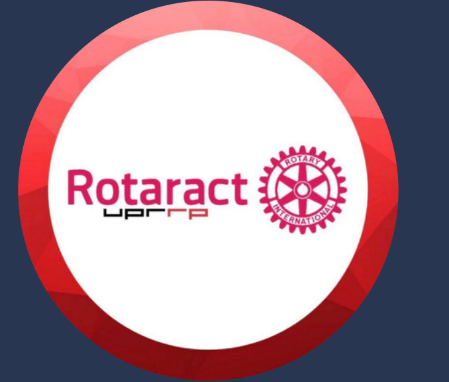 Rotaract
uprrp
ROTARY
INTERNATIONAL